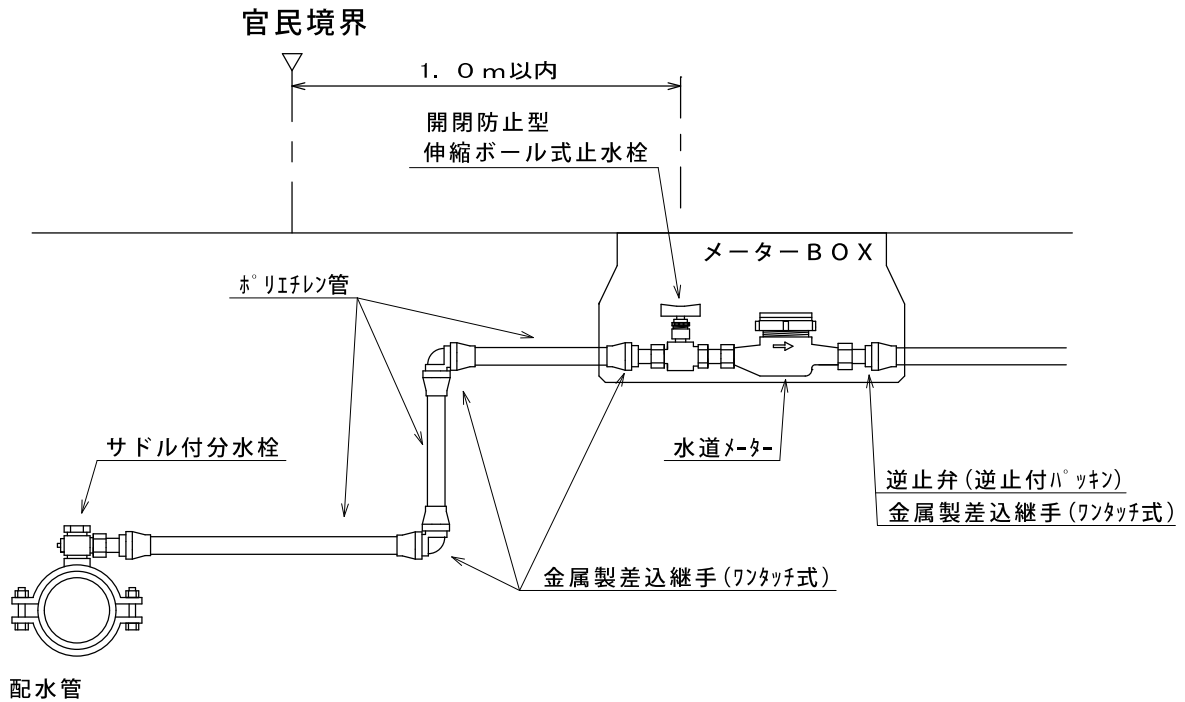 官民境界
1．0ｍ以内
開閉防止型
伸縮ボール式止水栓
メーターＢＯＸ
ﾎﾟﾘｴﾁﾚﾝ管
サドル付分水栓
水道ﾒｰﾀｰ
逆止弁(逆止付ﾊﾟｯｷﾝ)
金属製差込継手(ﾜﾝﾀｯﾁ式)
金属製差込継手(ﾜﾝﾀｯﾁ式)
配水管